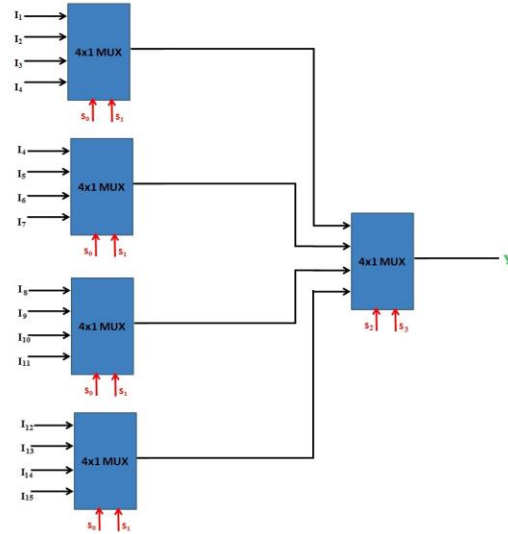 I₁
I₂
I₃
I₄
4x1 MUX
S₀ S₁
I₄
I₅
I₆
I₇
4x1 MUX
S₀ S₁
I₈
I₉
I₁₀
I₁₁
4x1 MUX
S₀ S₁
I₁₂
I₁₃
I₁₄
I₁₅
4x1 MUX
S₀ S₁
4x1 MUX
S₂ S₃
Y